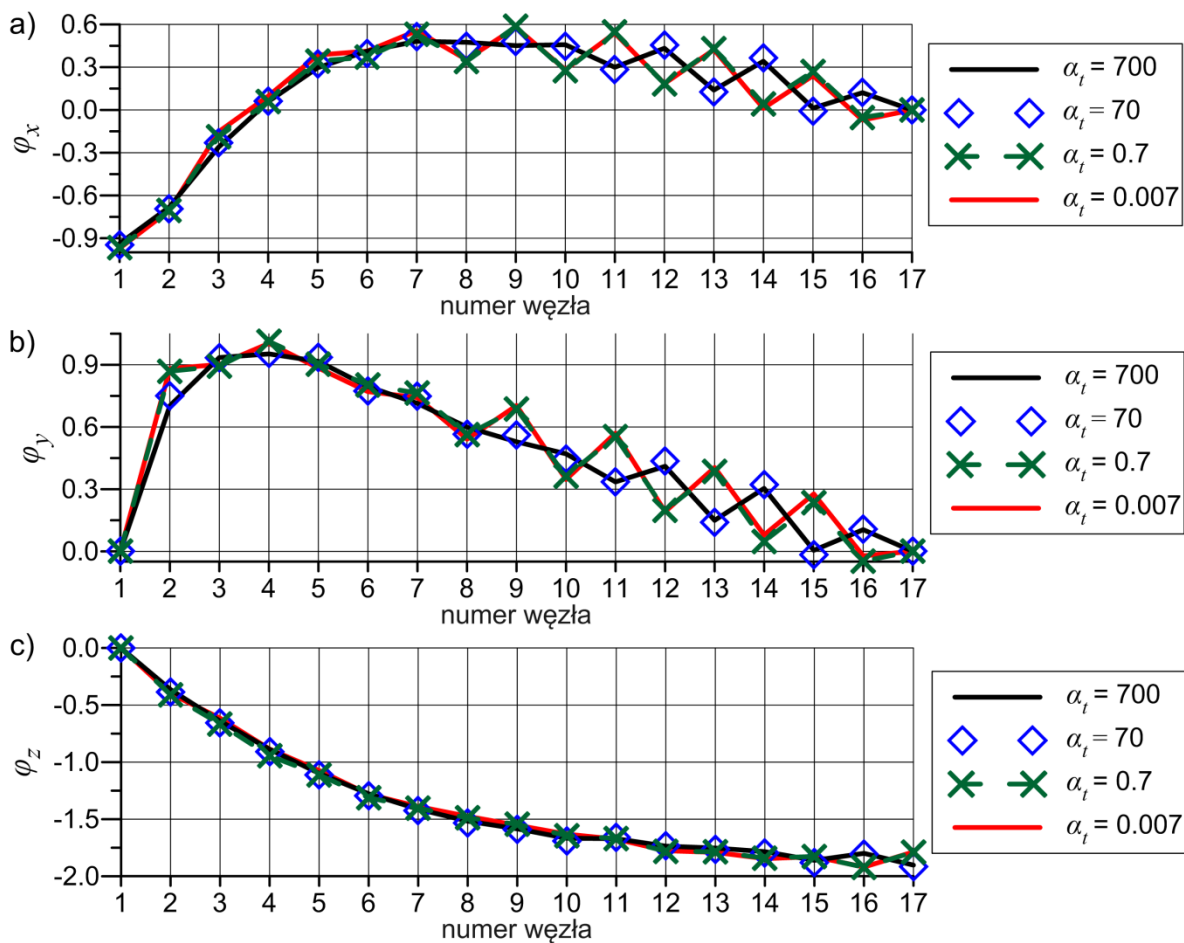 a)
0.6
0.3
0.0
-0.3
-0.6
-0.9
φx
1 2 3 4 5 6 7 8 9 10 11 12 13 14 15 16 17
numer węzła
αt = 700
αt = 70
αt = 0.7
αt = 0.007
b)
0.9
0.6
0.3
0.0
φy
1 2 3 4 5 6 7 8 9 10 11 12 13 14 15 16 17
numer węzła
αt = 700
αt = 70
αt = 0.7
αt = 0.007
c)
0.0
-0.5
-1.0
-1.5
-2.0
φz
1 2 3 4 5 6 7 8 9 10 11 12 13 14 15 16 17
numer węzła
αt = 700
αt = 70
αt = 0.7
αt = 0.007